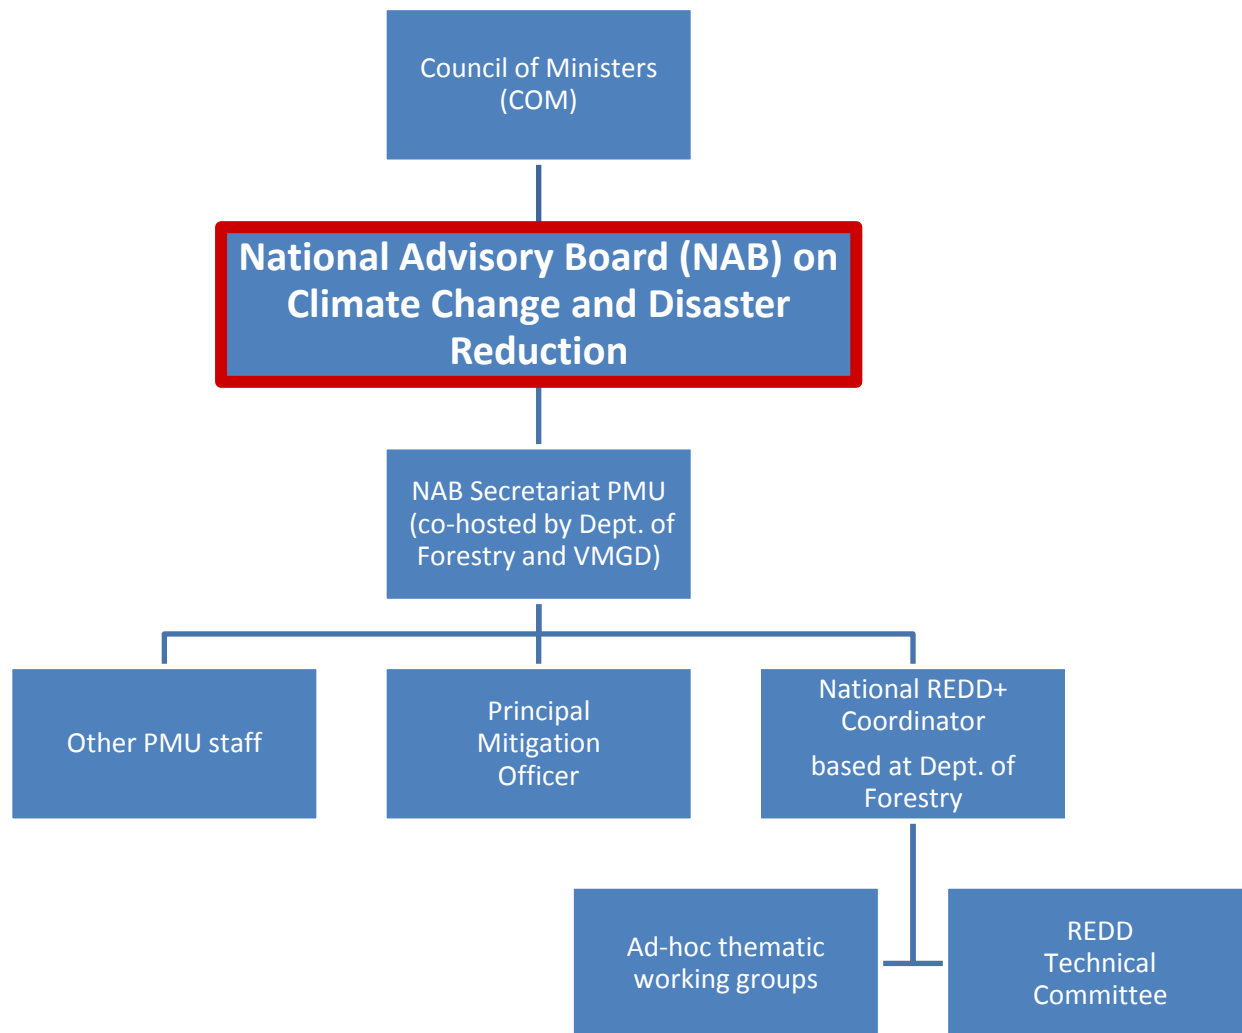 Council of Ministers
(COM)
National Advisory Board (NAB) on
Climate Change and Disaster
Reduction
NAB Secretariat PMU
(co-hosted by Dept. of
Forestry and VMGD)
Other PMU staff
Principal
Mitigation
Officer
National REDD+
Coordinator
based at Dept. of
Forestry
Ad-hoc thematic
working groups
REDD
Technical
Committee